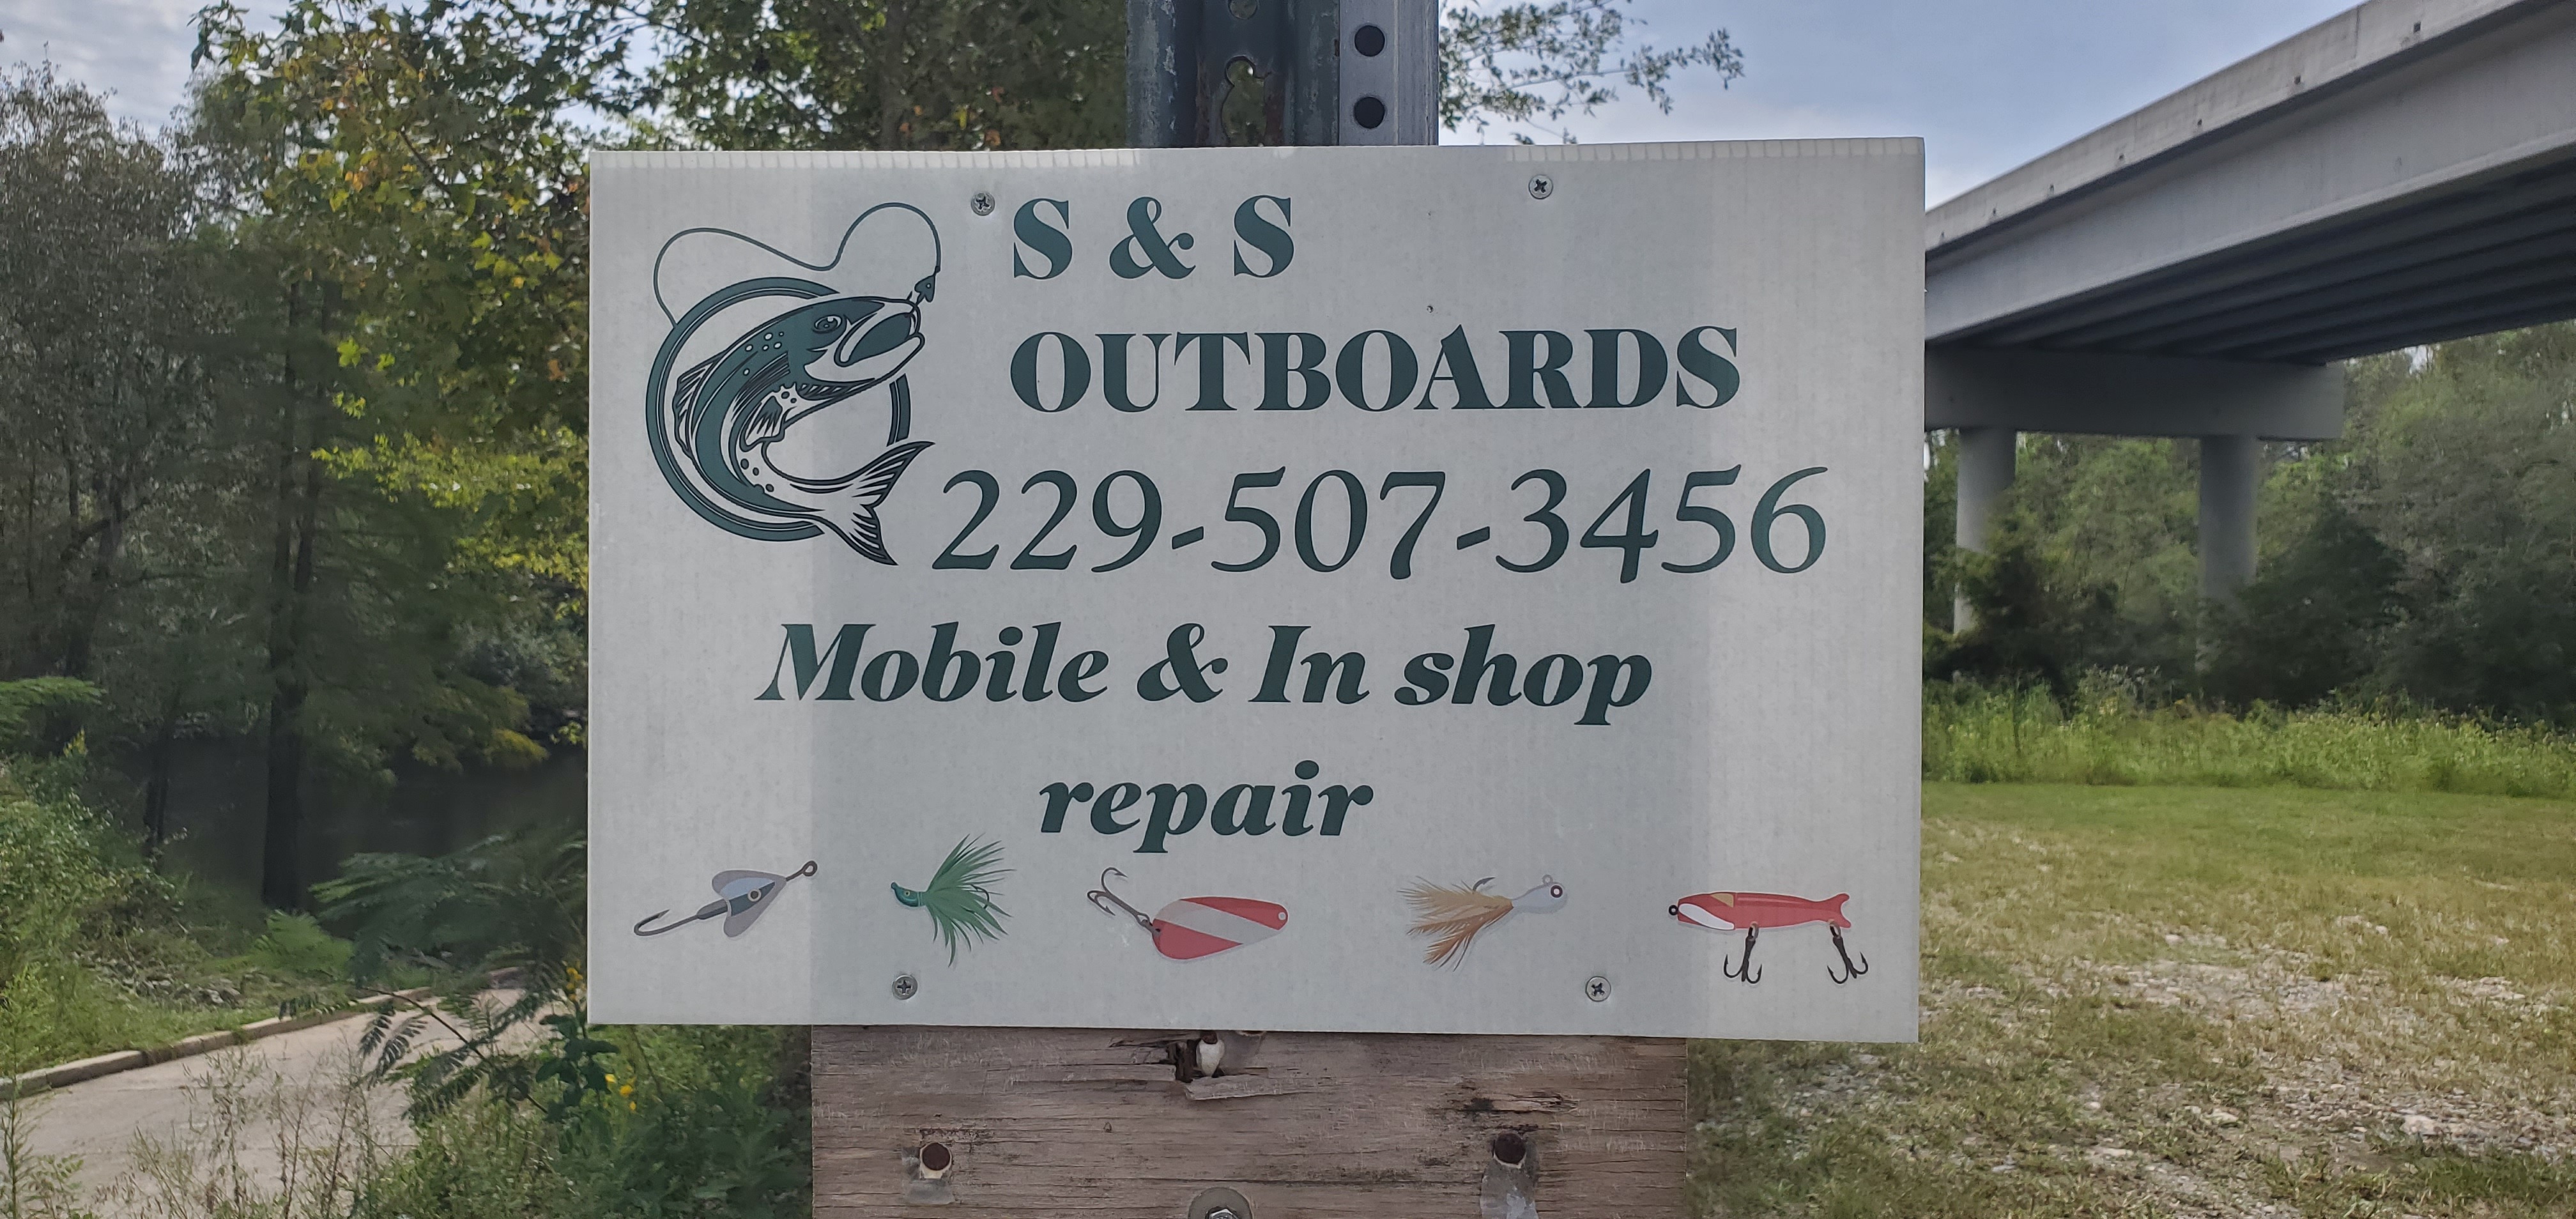 S & S
OUTBOARDS
229-507-3456
Mobile & In shop
repair